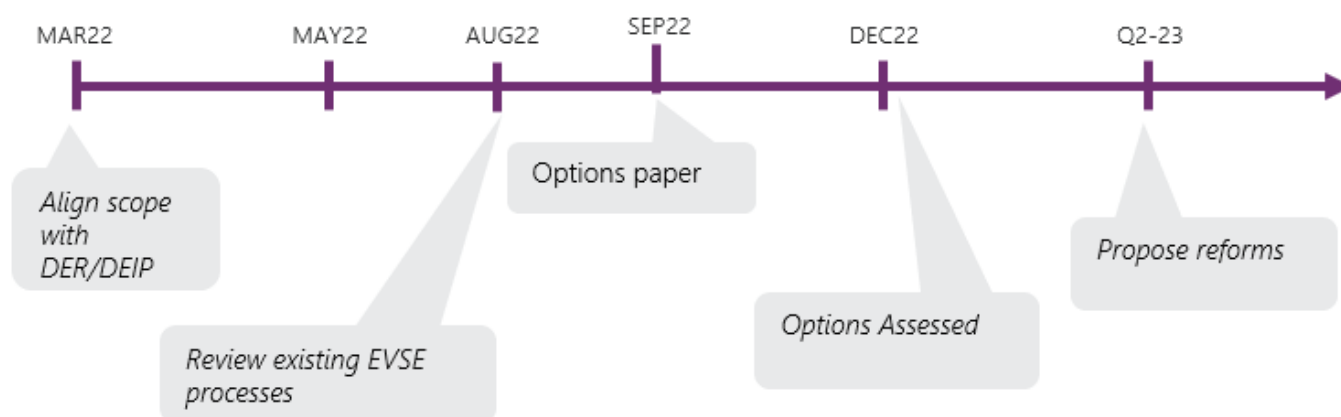 MAR22
MAY22
AUG22
SEP22
DEC22
Q2-23
Align scope
with
DER/DEIP
Review existing EVSE
processes
Options paper
Options Assessed
Propose reforms